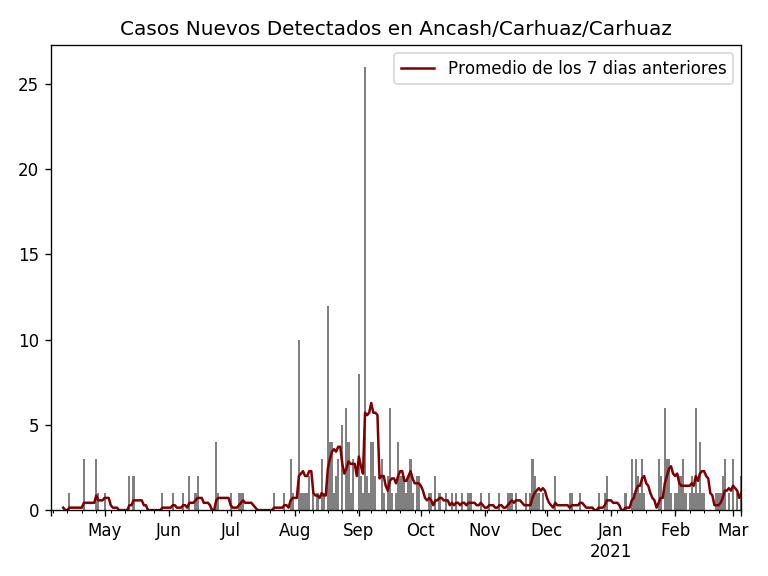 Casos Nuevos Detectados en Ancash/Carhuaz/Carhuaz
Promedio de los 7 dias anteriores
25
20
15
10
5
0
May Jun Jul Aug Sep Oct Nov Dec Jan Feb Mar
2021